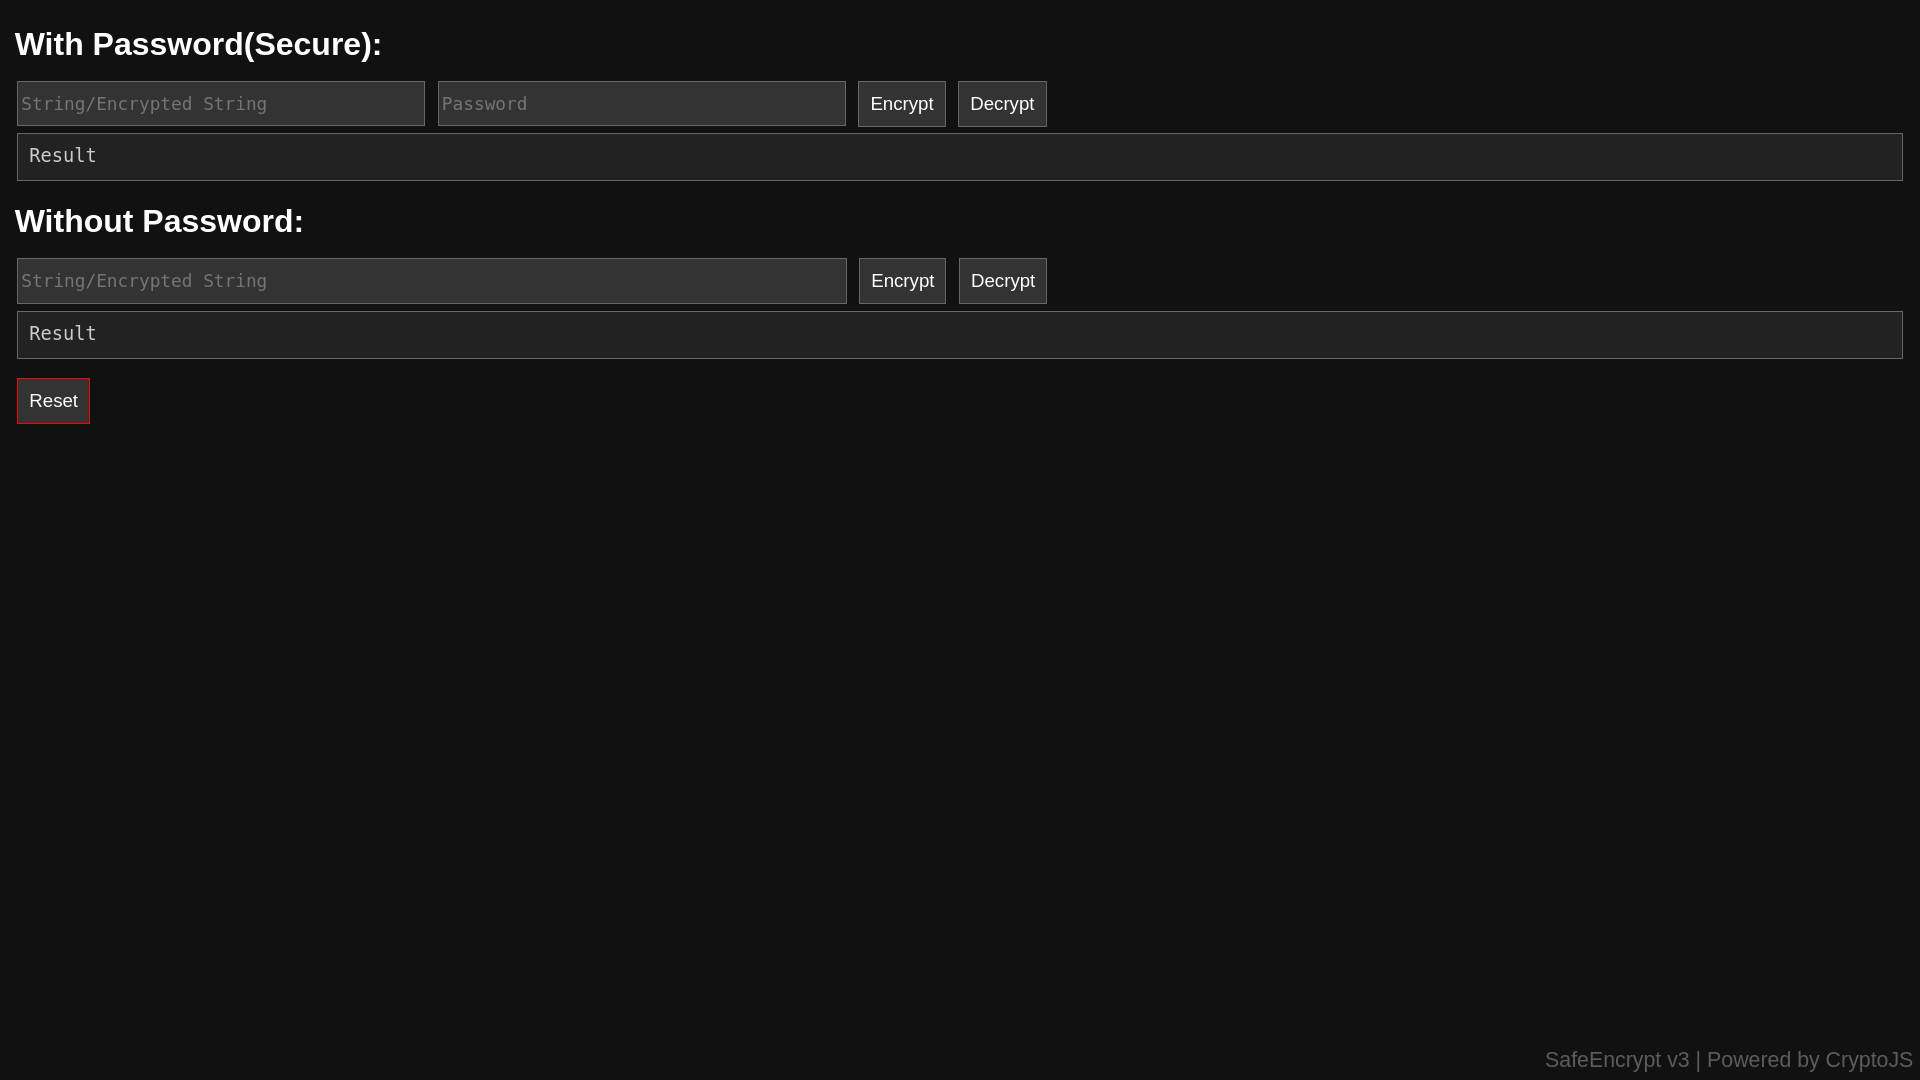 With Password(Secure):
String/Encrypted String Password Encrypt Decrypt
Result
Without Password:
String/Encrypted String Encrypt Decrypt
Result
Reset
SafeEncrypt v3 | Powered by CryptoJS